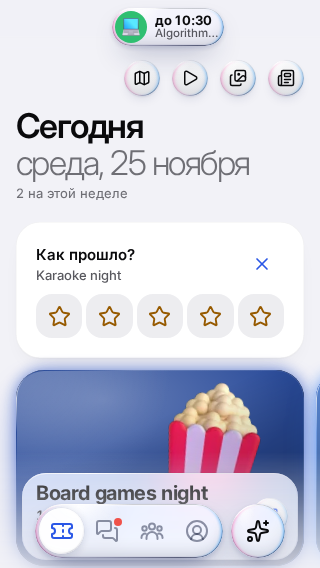 до 10:30
Algorithm...
Сегодня
среда, 25 ноября
2 на этой неделе
Как прошло?
Karaoke night
Board games night